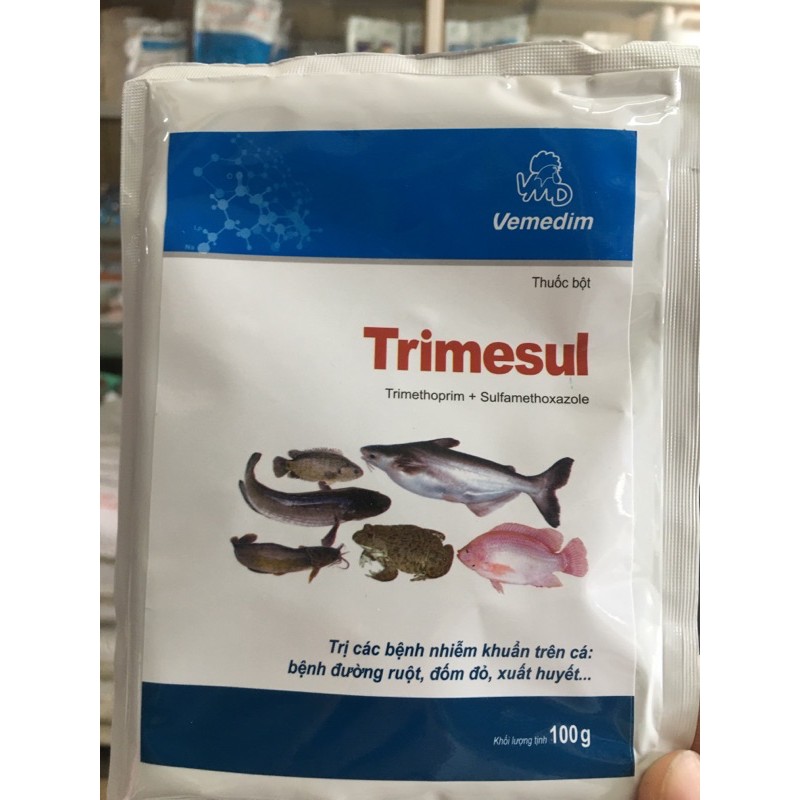 VMD
Vemedim
Thuốc bột
Trimesul
Trimethoprim + Sulfamethoxazole
Trị các bệnh nhiễm khuẩn trên cá:
bệnh đường ruột, đốm đỏ, xuất huyết...
Khối lượng tịnh 100g